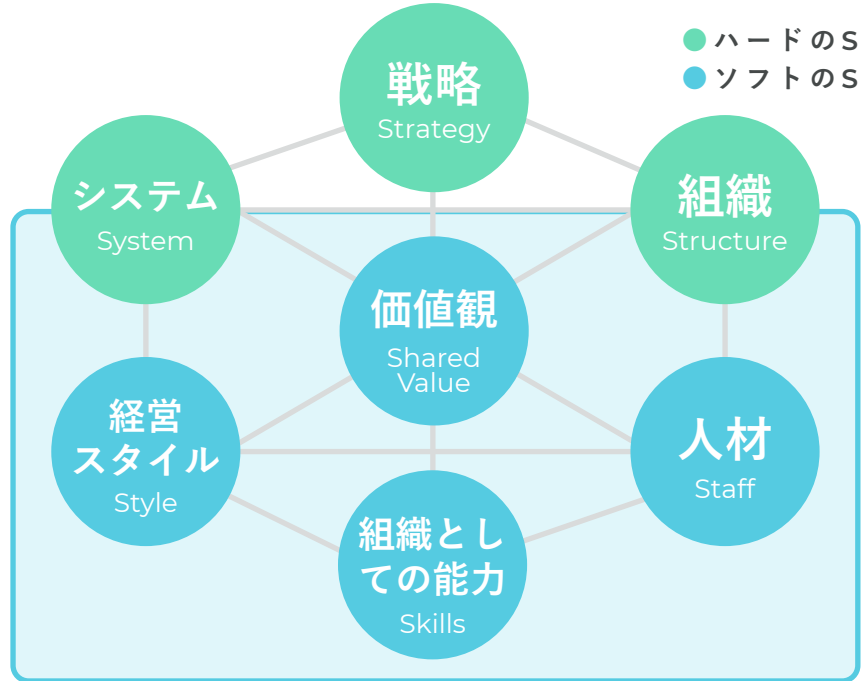 ハードのS
ソフトのS
戦略
Strategy
システム
System
組織
Structure
価値観
Shared
Value
経営
スタイル
Style
人材
Staff
組織とし
ての能力
Skills